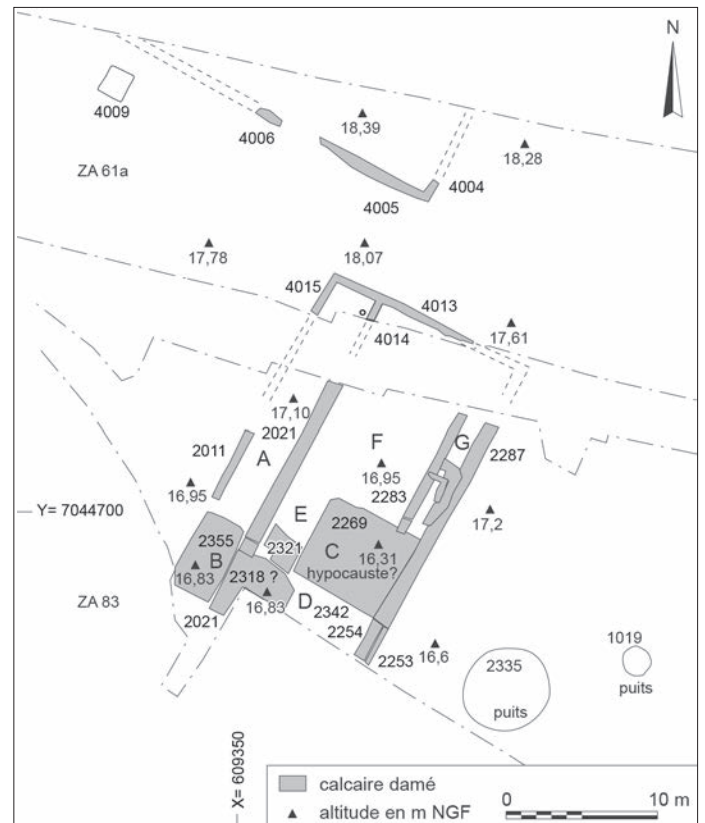 N
4009
4006
18,39
18,28
ZA 61a
4004
4005
17,78
18,07
4015
4013
4014
17,61
17,10
2021
2011
A
F
G
2287
16,95
16,95
2283
Y= 7044700
17,2
E
2269
2355
B
2321
C
16,31
hypocauste?
16,83
2318 ?
16,83
D
2342
ZA 83
2021
2254
2253
16,6
2335
puits
1019
puits
X= 609350
calcaire damé
altitude en m NGF
0
10 m